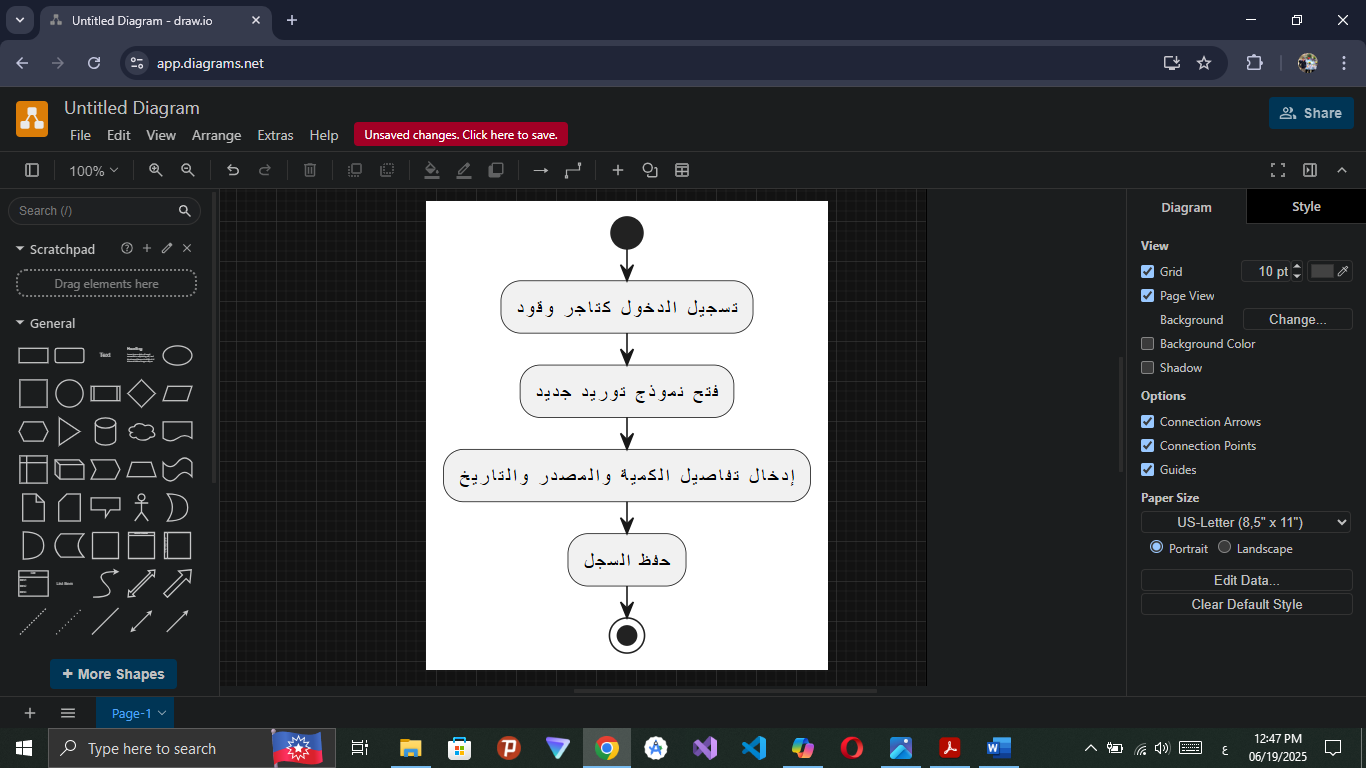 Untitled Diagram - draw.io
app.diagrams.net
Untitled Diagram
File Edit View Arrange Extras Help Unsaved changes. Click here to save.
Share
100%
Search (/)
Scratchpad
Drag elements here
General
Text
Heading
List Item
+ More Shapes
تسجيل الدخول كتاجر وقود
فتح نموذج توريد جديد
إدخال تفاصيل الكمية والمصدر والتاريخ
حفظ السجل
Diagram Style
View
Grid 10 pt
Page View
Background Change...
Background Color
Shadow
Options
Connection Arrows
Connection Points
Guides
Paper Size
US-Letter (8,5" x 11")
Portrait Landscape
Edit Data...
Clear Default Style
Page-1
Type here to search
ع
12:47 PM
06/19/2025